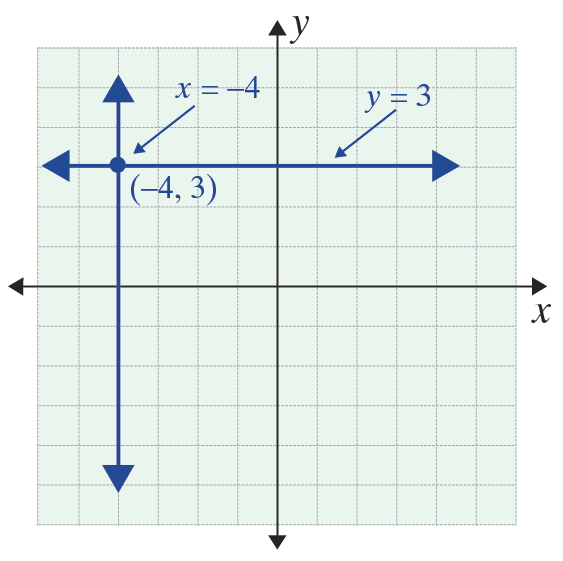 y
x = −4
y = 3
(−4, 3)
x